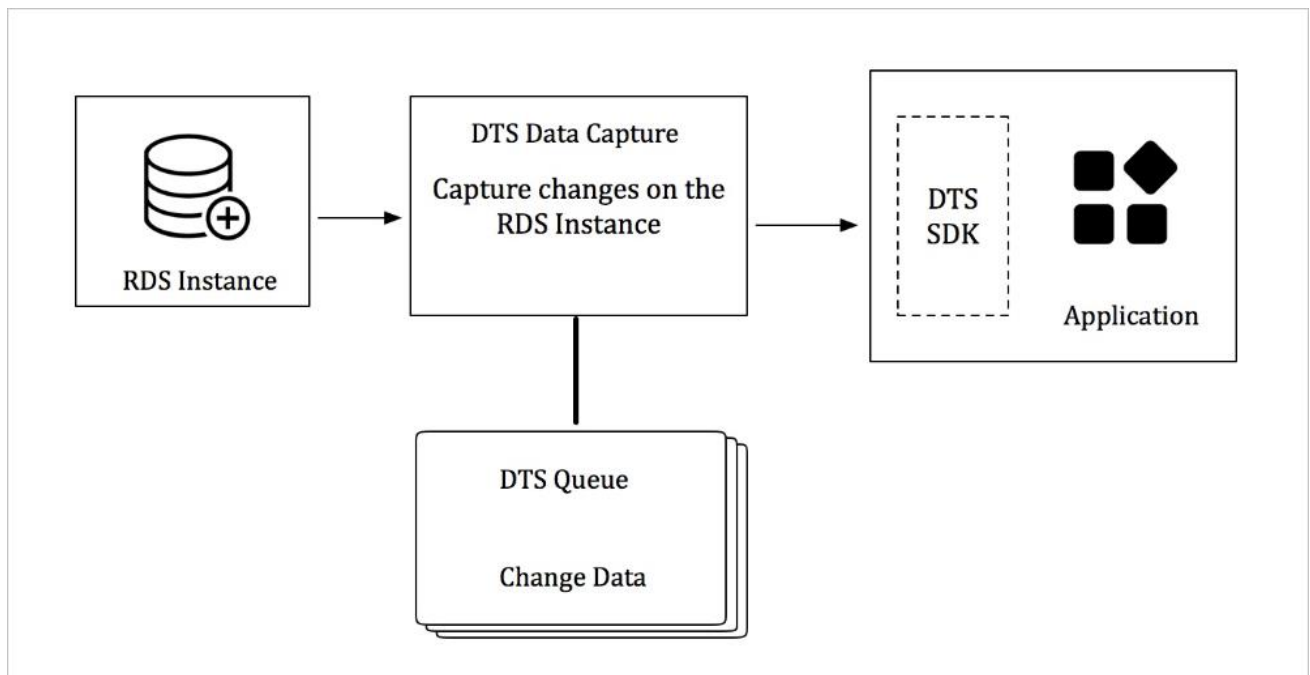 RDS Instance
DTS Data Capture
Capture changes on the
RDS Instance
DTS
SDK
Application
DTS Queue
Change Data